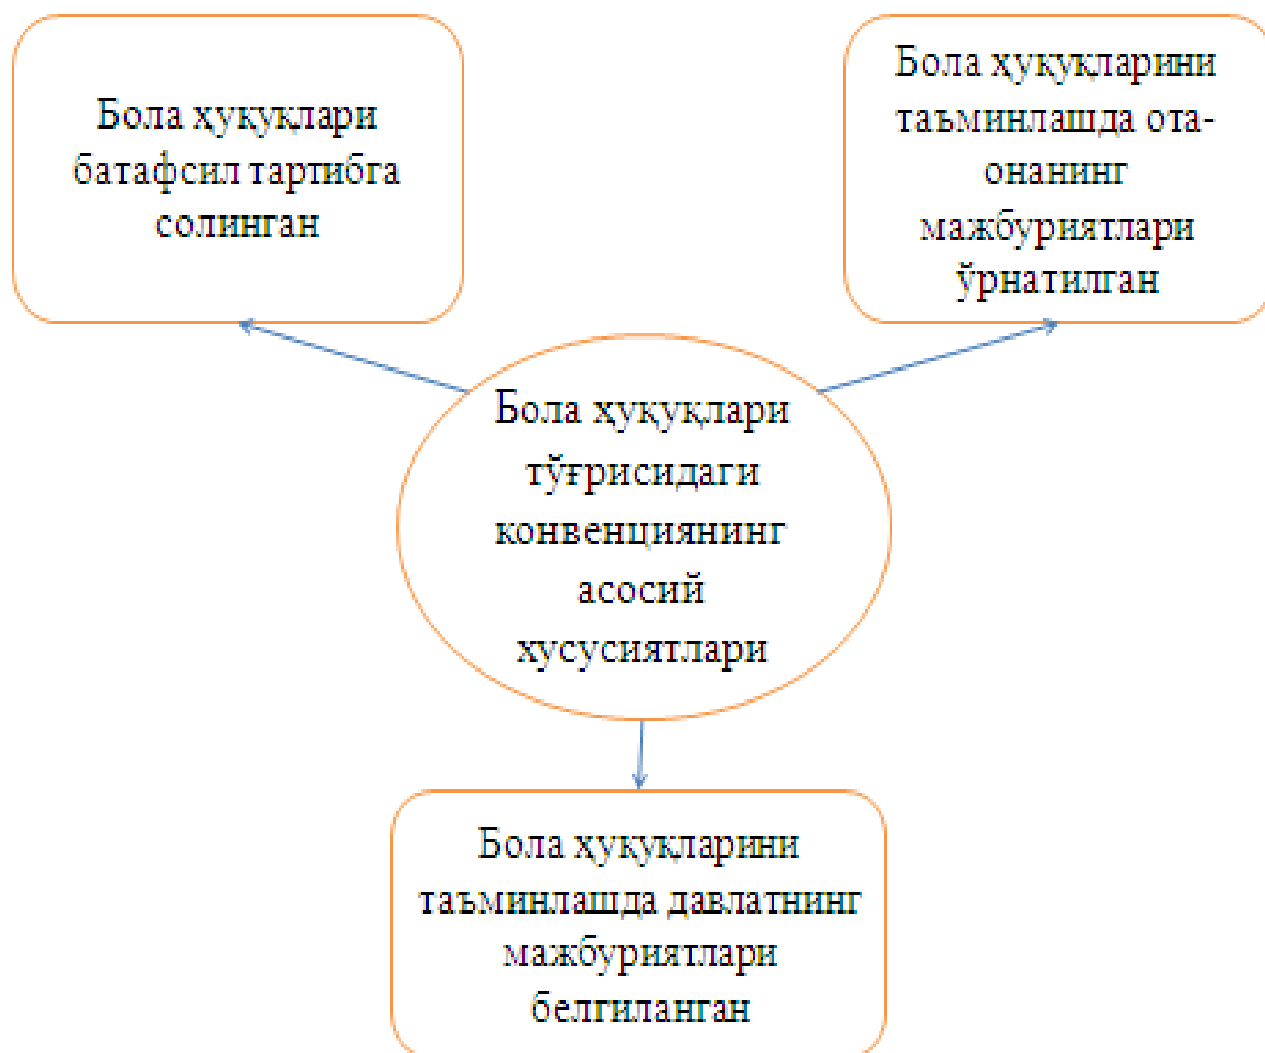 Бола ҳуқуқлари
батафсил тартибга
солинган
Бола ҳуқуқларини
таъминлашда ота-
онанинг
мажбуриятлари
ўрнатилган
Бола ҳуқуқлари
тўғрисидаги
конвенциянинг
асосий
хусусиятлари
Бола ҳуқуқларини
таъминлашда давлатнинг
мажбуриятлари
белгиланган